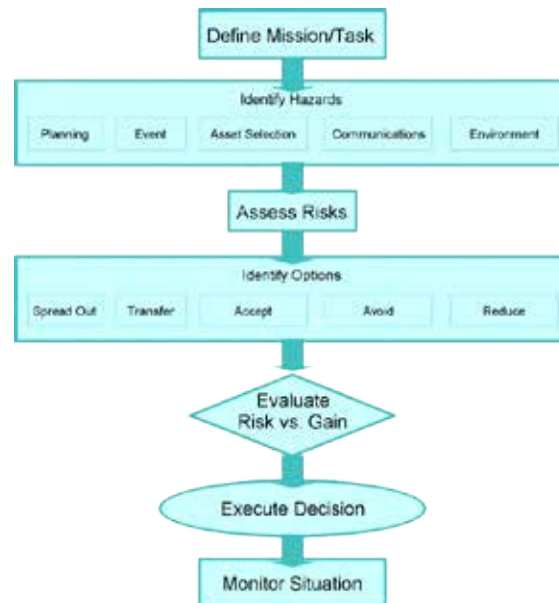 Define Mission/Task
Identify Hazards
Planning
Event
Asset Selection
Communications
Environment
Assess Risks
Identify Options
Spread Out
Transfer
Accept
Avoid
Reduce
Evaluate
Risk vs. Gain
Execute Decision
Monitor Situation